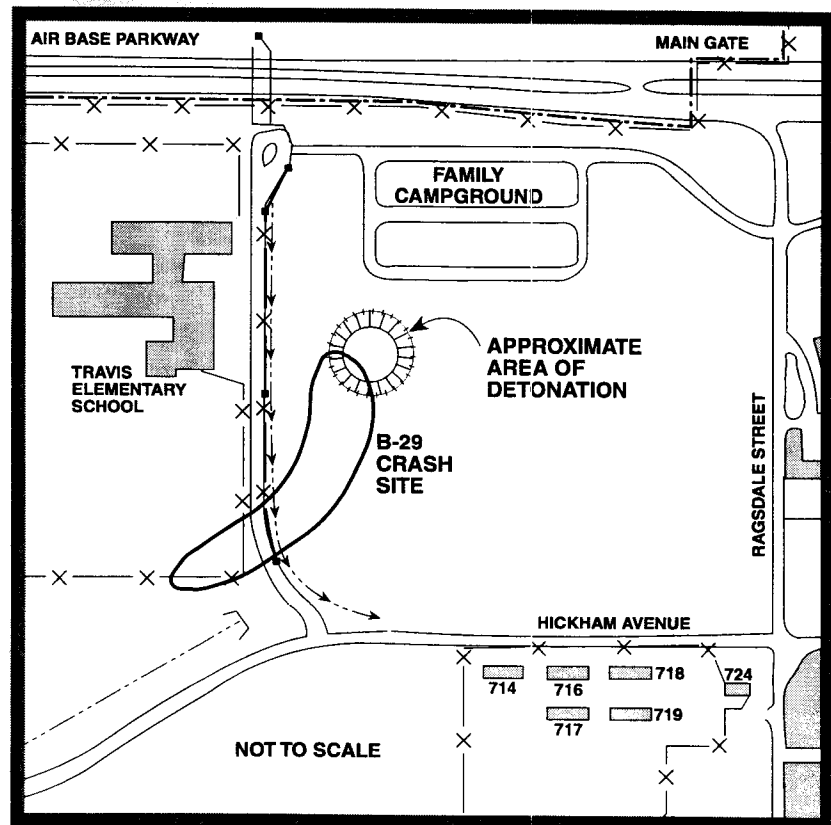 AIR BASE PARKWAY
MAIN GATE
FAMILY
CAMPGROUND
APPROXIMATE
AREA OF
DETONATION
TRAVIS
ELEMENTARY
SCHOOL
B-29
CRASH
SITE
RAGSDALE STREET
HICKHAM AVENUE
714
716
718
724
717
719
NOT TO SCALE